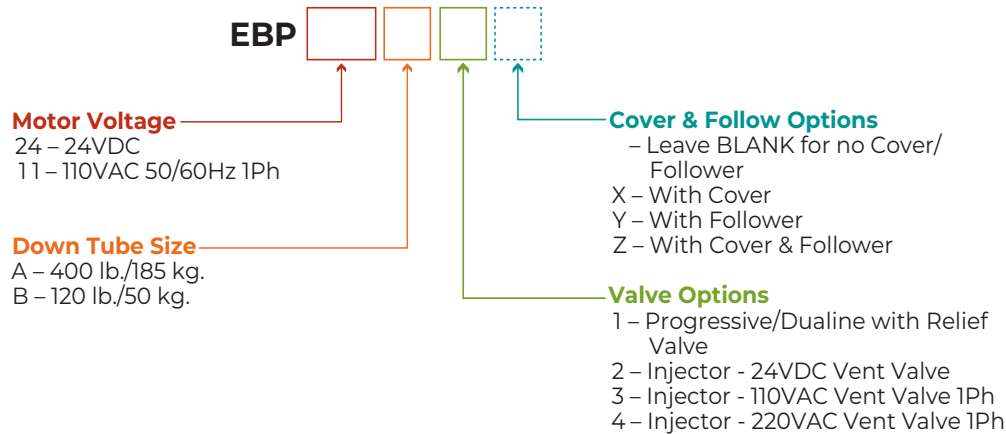 EBP
Motor Voltage
24 – 24VDC
11 – 110VAC 50/60Hz 1Ph
Down Tube Size
A – 400 lb./185 kg.
B – 120 lb./50 kg.
Cover & Follow Options
– Leave BLANK for no Cover/
Follower
X – With Cover
Y – With Follower
Z – With Cover & Follower
Valve Options
1 – Progressive/Dualine with Relief
Valve
2 – Injector - 24VDC Vent Valve
3 – Injector - 110VAC Vent Valve 1Ph
4 – Injector - 220VAC Vent Valve 1Ph